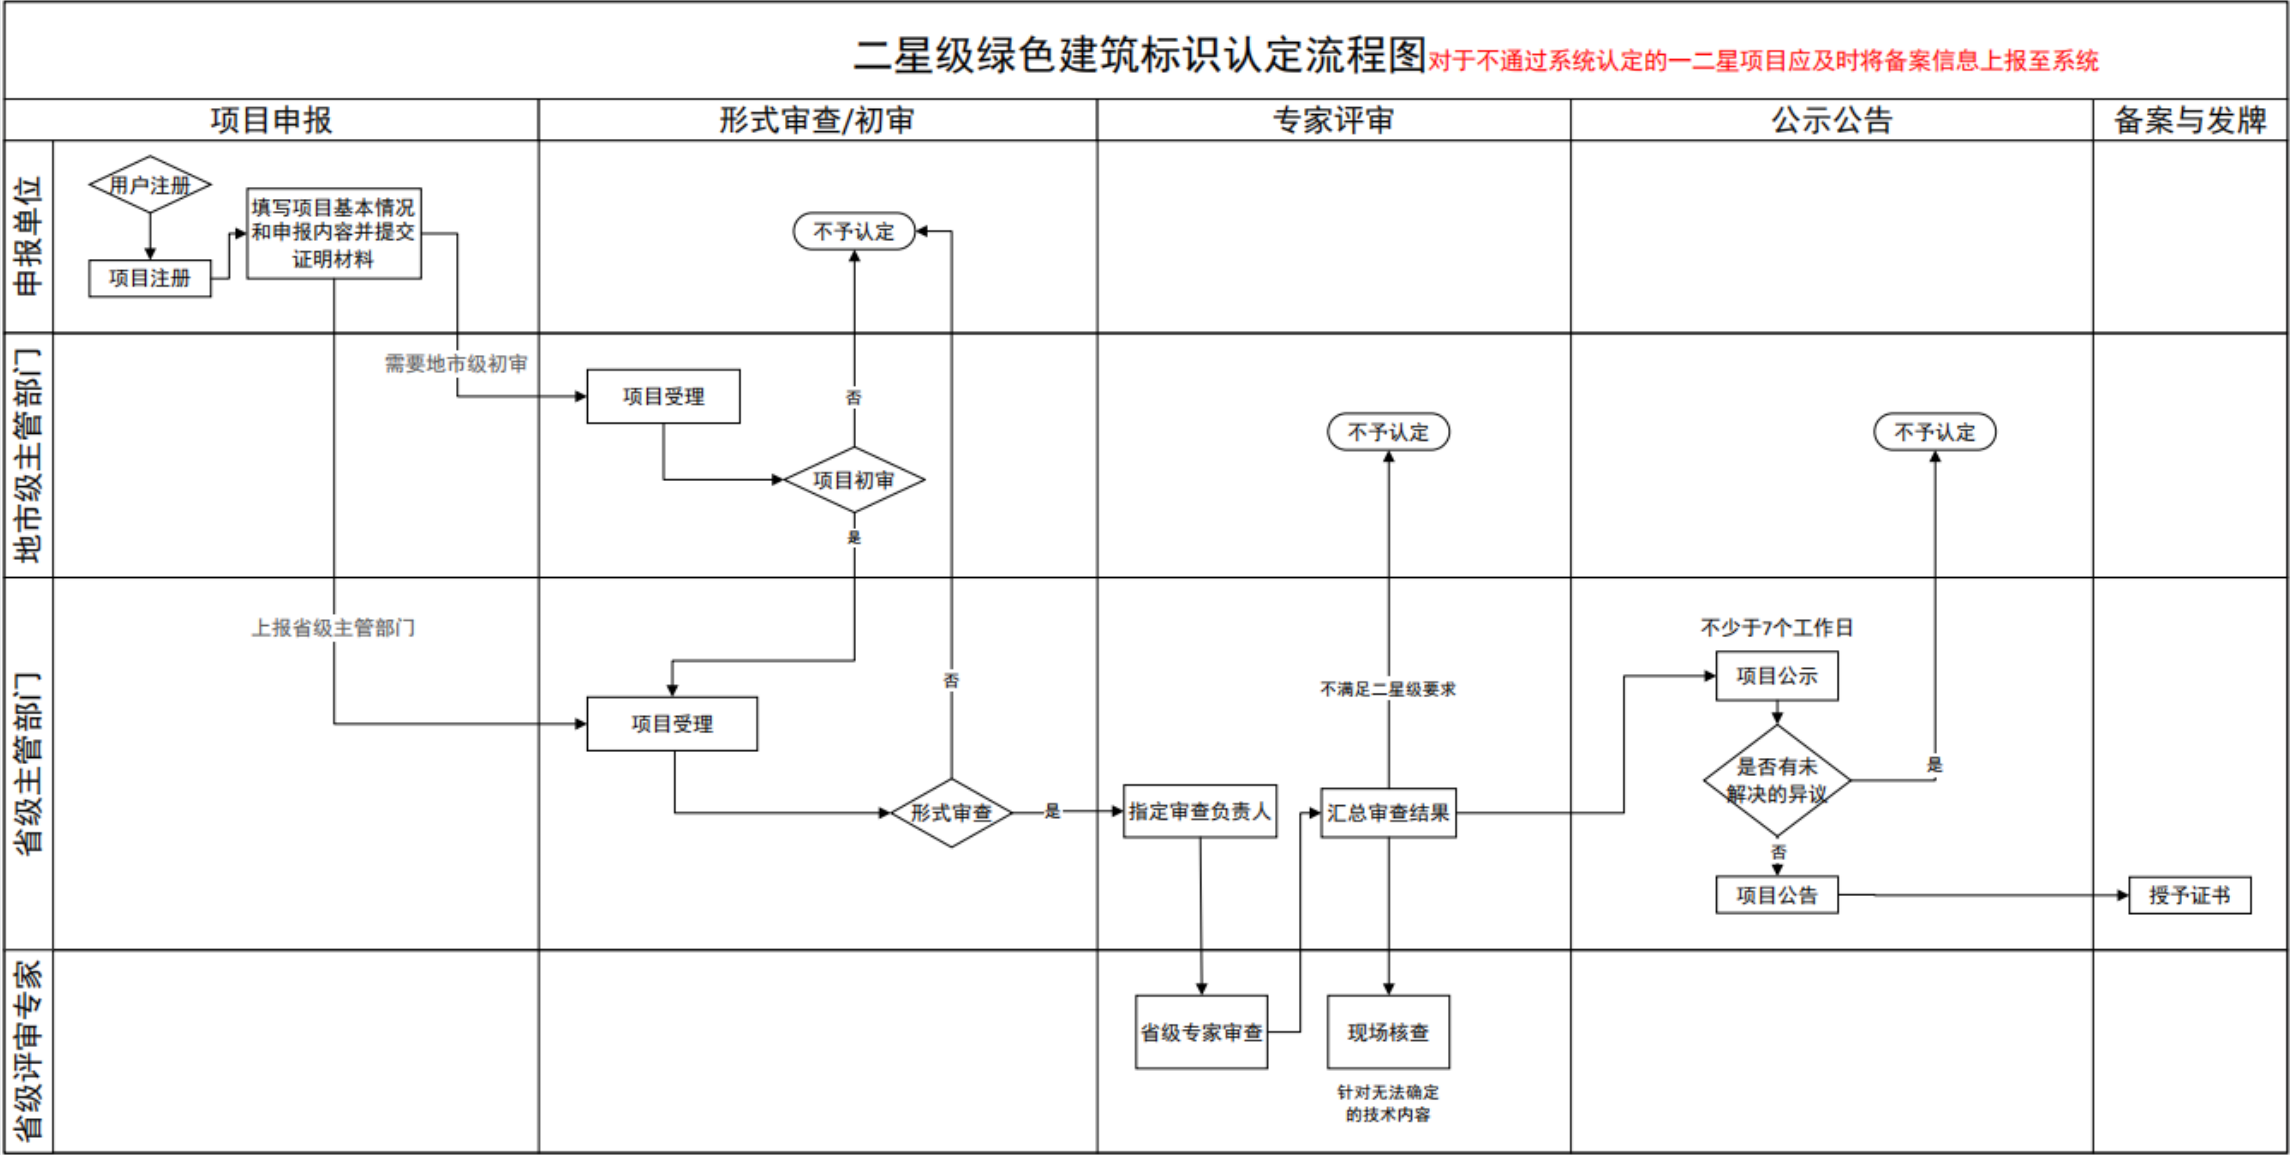 二星级绿色建筑标识认定流程图对于不通过系统认定的一二星项目应及时将备案信息上报至系统
项目申报
形式审查/初审
专家评审
公示公告
备案与发牌
申报单位
用户注册
项目注册
填写项目基本情况
和申报内容并提交
证明材料
不予认定
地市级主管部门
需要地市级初审
项目受理
否
项目初审
是
不予认定
不予认定
省级主管部门
上报省级主管部门
项目受理
否
形式审查
是
指定审查负责人
不满足二星级要求
汇总审查结果
不少于7个工作日
项目公示
是否有未
解决的异议
是
否
项目公告
授予证书
省级评审专家
省级专家审查
现场核查
针对无法确定
的技术内容